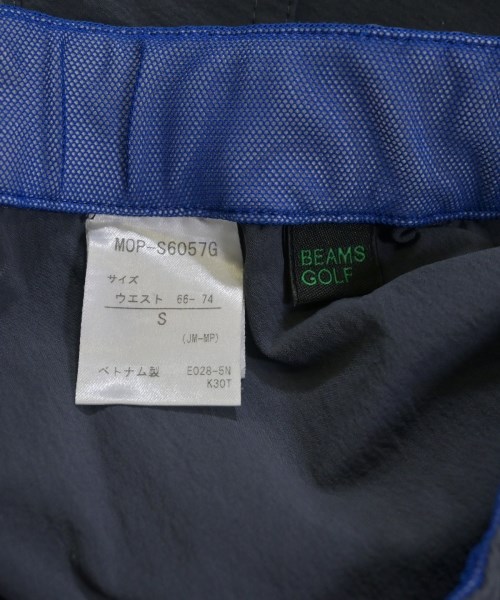 MOP-S6057G
サイズ
ウエスト 66- 74
S
(JM-MP)
ベトナム製 E028-5N
K30T
BEAMS
GOLF